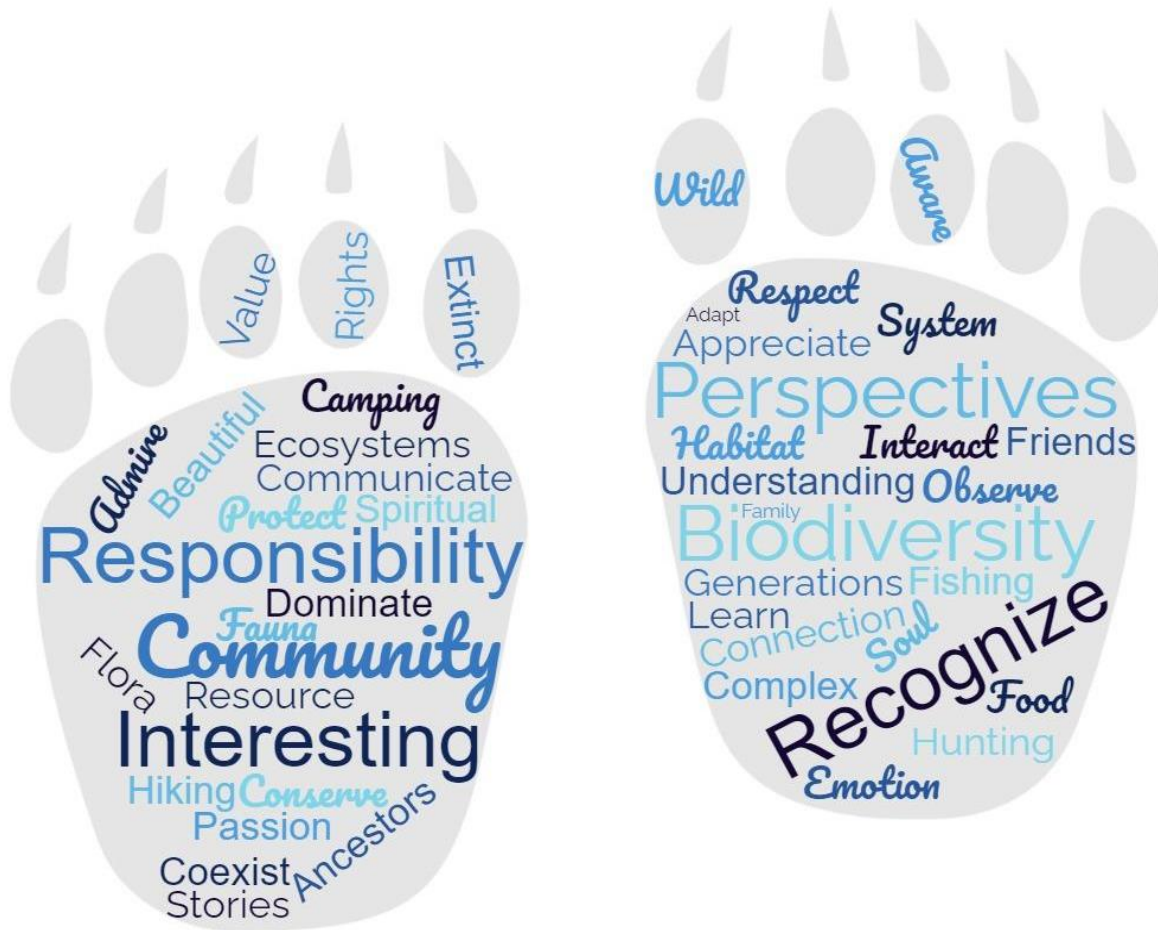 Value
Rights
Extinct
Camping
Admire
Beautiful
Ecosystems
Communicate
Protect Spiritual
Responsibility
Dominate
Fauna
Community
Flora
Resource
Interesting
Hiking Conserve
Passion
Ancestors
Coexist
Stories
Wild
Aware
Respect
Adapt
System
Appreciate
Perspectives
Habitat Interact Friends
Understanding Observe
Family
Biodiversity
Generations Fishing
Learn
Connection
Soul
Recognize
Complex
Food
Hunting
Emotion